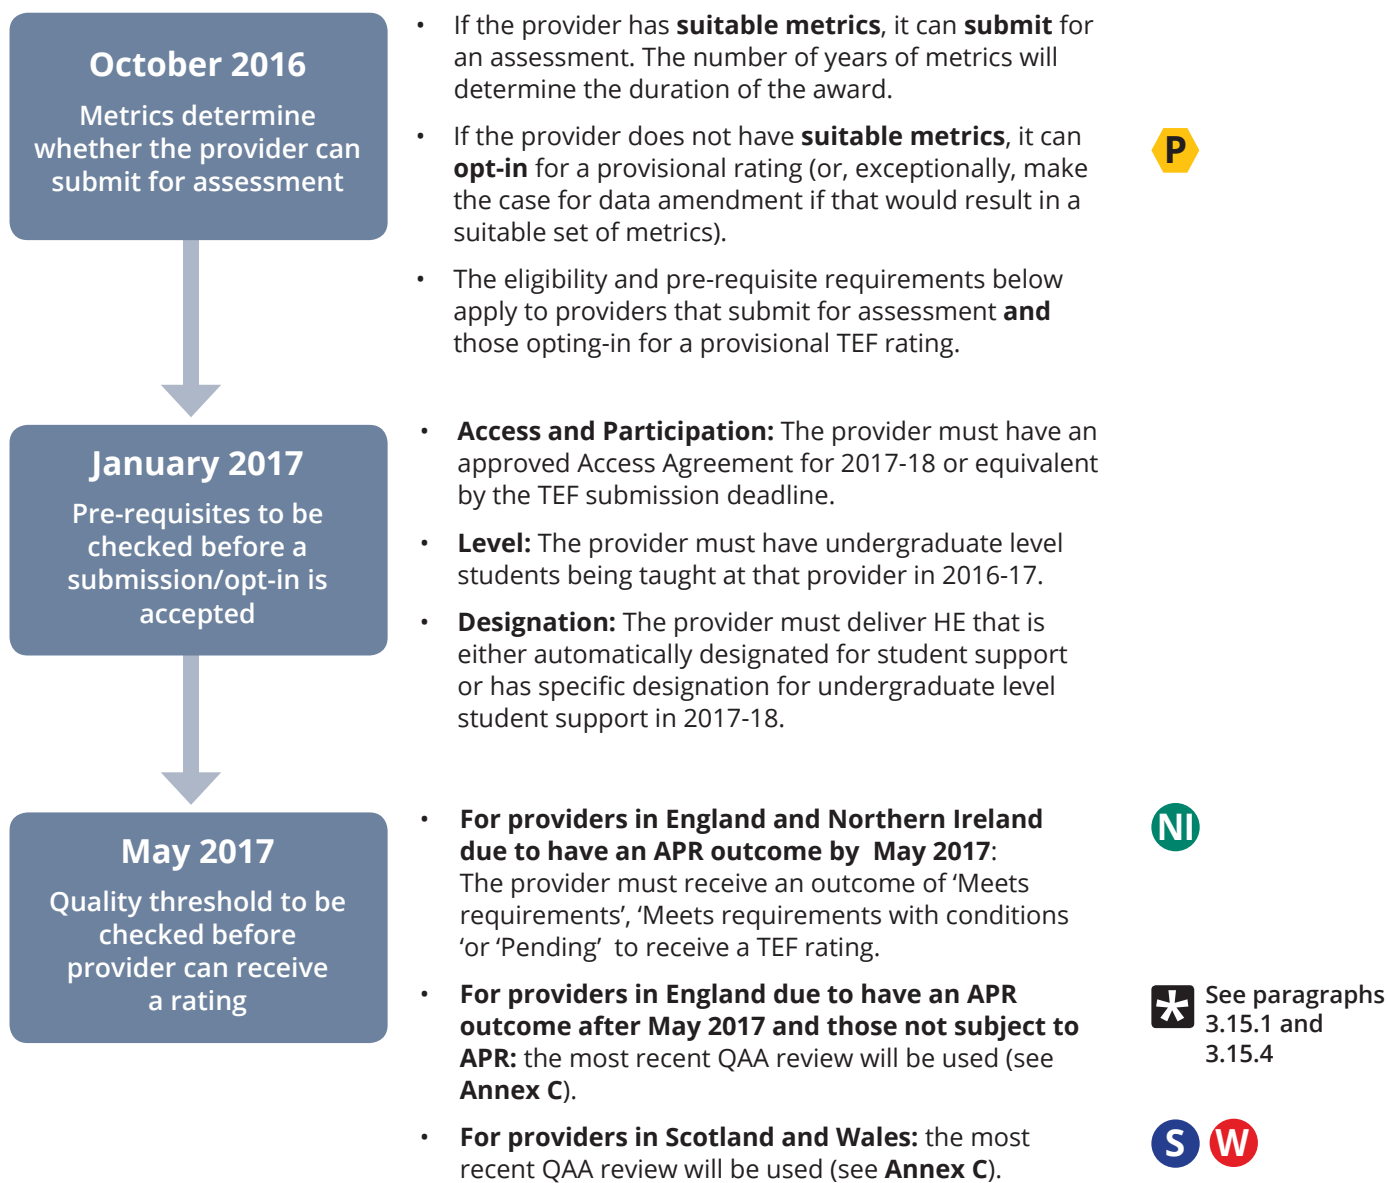 October 2016
Metrics determine
whether the provider can
submit for assessment
• If the provider has suitable metrics, it can submit for
an assessment. The number of years of metrics will
determine the duration of the award.
• If the provider does not have suitable metrics, it can
opt-in for a provisional rating (or, exceptionally, make
the case for data amendment if that would result in a
suitable set of metrics).
P
• The eligibility and pre-requisite requirements below
apply to providers that submit for assessment and
those opting-in for a provisional TEF rating.
January 2017
Pre-requisites to be
checked before a
submission/opt-in is
accepted
• Access and Participation: The provider must have an
approved Access Agreement for 2017-18 or equivalent
by the TEF submission deadline.
• Level: The provider must have undergraduate level
students being taught at that provider in 2016-17.
• Designation: The provider must deliver HE that is
either automatically designated for student support
or has specific designation for undergraduate level
student support in 2017-18.
May 2017
Quality threshold to be
checked before
provider can receive
a rating
• For providers in England and Northern Ireland
due to have an APR outcome by  May 2017:
The provider must receive an outcome of ‘Meets
requirements’, ‘Meets requirements with conditions
‘or ‘Pending’  to receive a TEF rating.
NI
• For providers in England due to have an APR
outcome after May 2017 and those not subject to
APR: the most recent QAA review will be used (see
Annex C).
* See paragraphs
3.15.1 and
3.15.4
• For providers in Scotland and Wales: the most
recent QAA review will be used (see Annex C).
S W